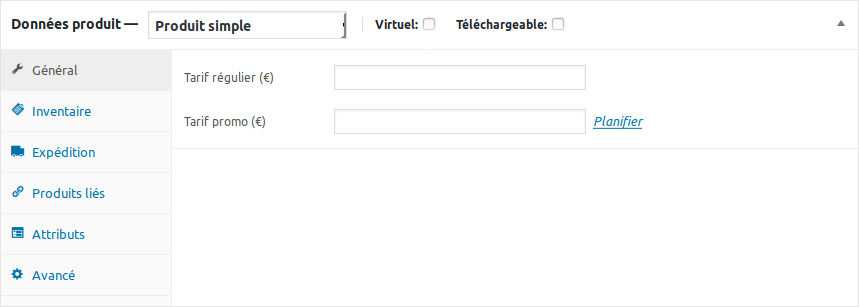 Données produit — Produit simple Virtuel: Téléchargeable:
Général
Tarif régulier (€)
Tarif promo (€) Planifier
Inventaire
Expédition
Produits liés
Attributs
Avancé